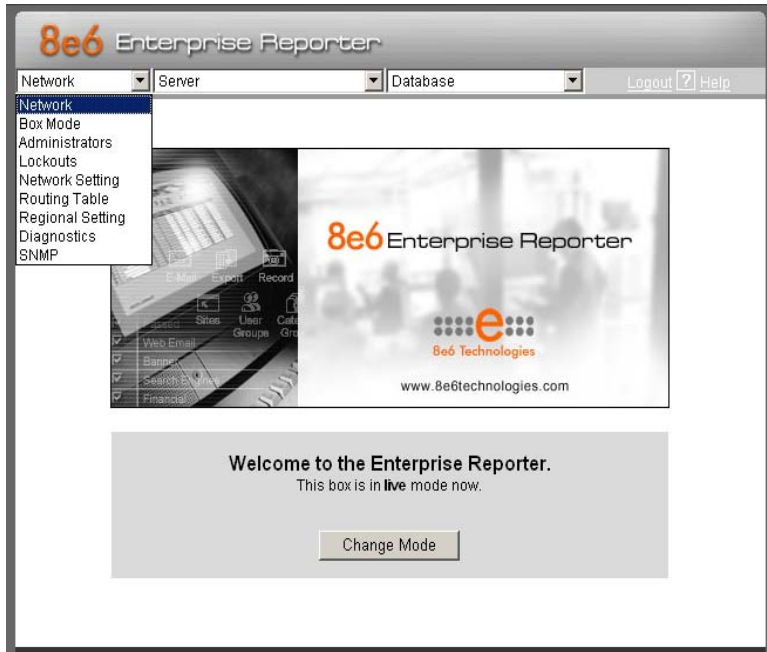 8e6 Enterprise Reporter
Network Server Database Logout ? Help
Network
Box Mode
Administrators
Lockouts
Network Setting
Routing Table
Regional Setting
Diagnostics
SNMP
8e6 Enterprise Reporter
E-Mail Export Record
Sites User Groups
Web Email
Banner
Search Engines
Financial
e
8e6 Technologies
www.8e6technologies.com
Welcome to the Enterprise Reporter.
This box is in live mode now.
Change Mode